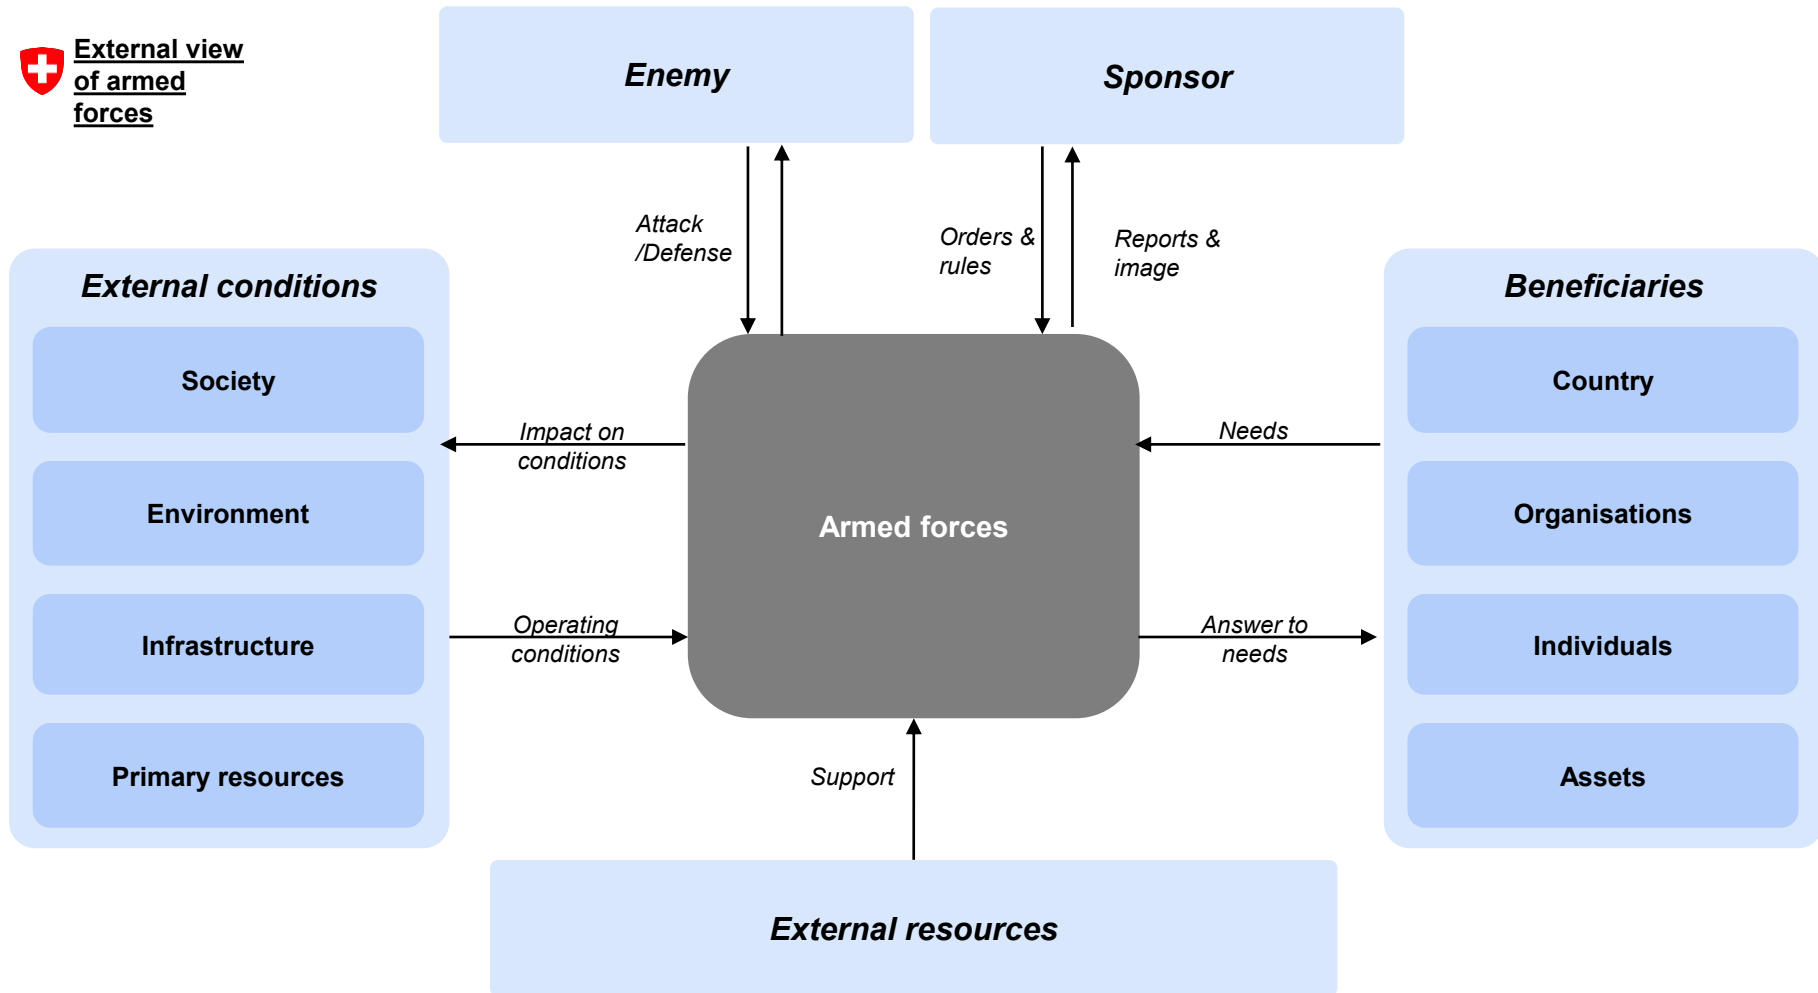 External view
of armed
forces
Enemy
Sponsor
Attack
/Defense
Orders &
rules
Reports &
image
External conditions
Society
Environment
Infrastructure
Primary resources
Impact on
conditions
Operating
conditions
Armed forces
Needs
Answer to
needs
Beneficiaries
Country
Organisations
Individuals
Assets
Support
External resources